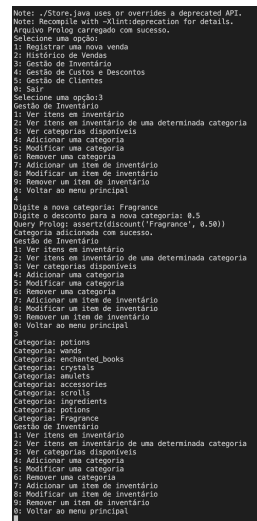 Note: ./Store.java uses or overrides a deprecated API.
Note: Recompile with -Xlint:deprecation for details.
Arquivo Prolog carregado com sucesso.
Selecione uma opção:
1: Registrar uma nova venda
2: Histórico de Vendas
3: Gestão de Inventário
4: Gestão de Custos e Descontos
5: Gestão de Clientes
0: Sair
Selecione uma opção:3
Gestão de Inventário
1: Ver itens em inventário
2: Ver itens em inventário de uma determinada categoria
3: Ver categorias disponíveis
4: Adicionar uma categoria
5: Modificar uma categoria
6: Remover uma categoria
7: Adicionar um item de inventário
8: Modificar um item de inventário
9: Remover um item de inventário
0: Voltar ao menu principal
4
Digite a nova categoria: Fragrance
Digite o desconto para a nova categoria: 0.5
Query Prolog: assertz(discount('Fragrance', 0.50))
Categoria adicionada com sucesso.
Gestão de Inventário
1: Ver itens em inventário
2: Ver itens em inventário de uma determinada categoria
3: Ver categorias disponíveis
4: Adicionar uma categoria
5: Modificar uma categoria
6: Remover uma categoria
7: Adicionar um item de inventário
8: Modificar um item de inventário
9: Remover um item de inventário
0: Voltar ao menu principal
3
Categoria: potions
Categoria: wands
Categoria: enchanted_books
Categoria: crystals
Categoria: amulets
Categoria: accessories
Categoria: scrolls
Categoria: ingredients
Categoria: potions
Categoria: Fragrance
Gestão de Inventário
1: Ver itens em inventário
2: Ver itens em inventário de uma determinada categoria
3: Ver categorias disponíveis
4: Adicionar uma categoria
5: Modificar uma categoria
6: Remover uma categoria
7: Adicionar um item de inventário
8: Modificar um item de inventário
9: Remover um item de inventário
0: Voltar ao menu principal